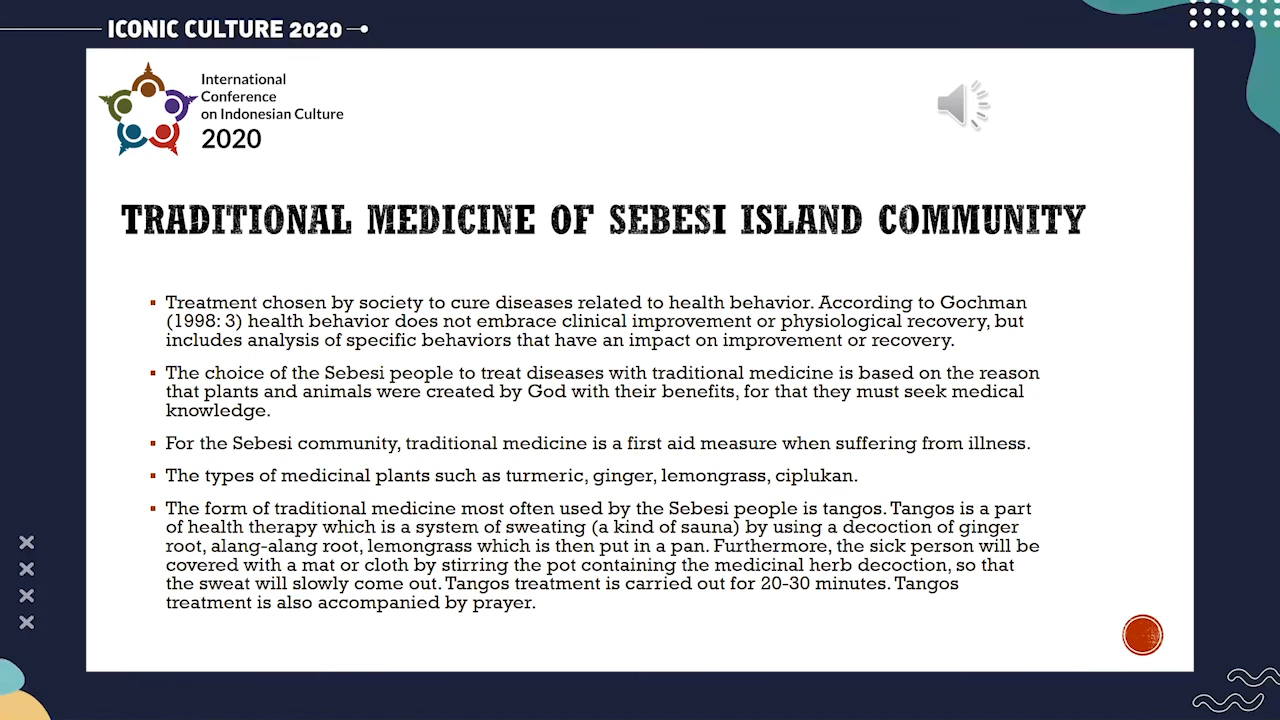 ICONIC CULTURE 2020
International
Conference
on Indonesian Culture
2020
TRADITIONAL MEDICINE OF SEBESI ISLAND COMMUNITY
▪ Treatment chosen by society to cure diseases related to health behavior. According to Gochman
(1998: 3) health behavior does not embrace clinical improvement or physiological recovery, but
includes analysis of specific behaviors that have an impact on improvement or recovery.
▪ The choice of the Sebesi people to treat diseases with traditional medicine is based on the reason
that plants and animals were created by God with their benefits, for that they must seek medical
knowledge.
▪ For the Sebesi community, traditional medicine is a first aid measure when suffering from illness.
▪ The types of medicinal plants such as turmeric, ginger, lemongrass, ciplukan.
▪ The form of traditional medicine most often used by the Sebesi people is tangos. Tangos is a part
of health therapy which is a system of sweating (a kind of sauna) by using a decoction of ginger
root, alang-alang root, lemongrass which is then put in a pan. Furthermore, the sick person will be
covered with a mat or cloth by stirring the pot containing the medicinal herb decoction, so that
the sweat will slowly come out. Tangos treatment is carried out for 20-30 minutes. Tangos
treatment is also accompanied by prayer.